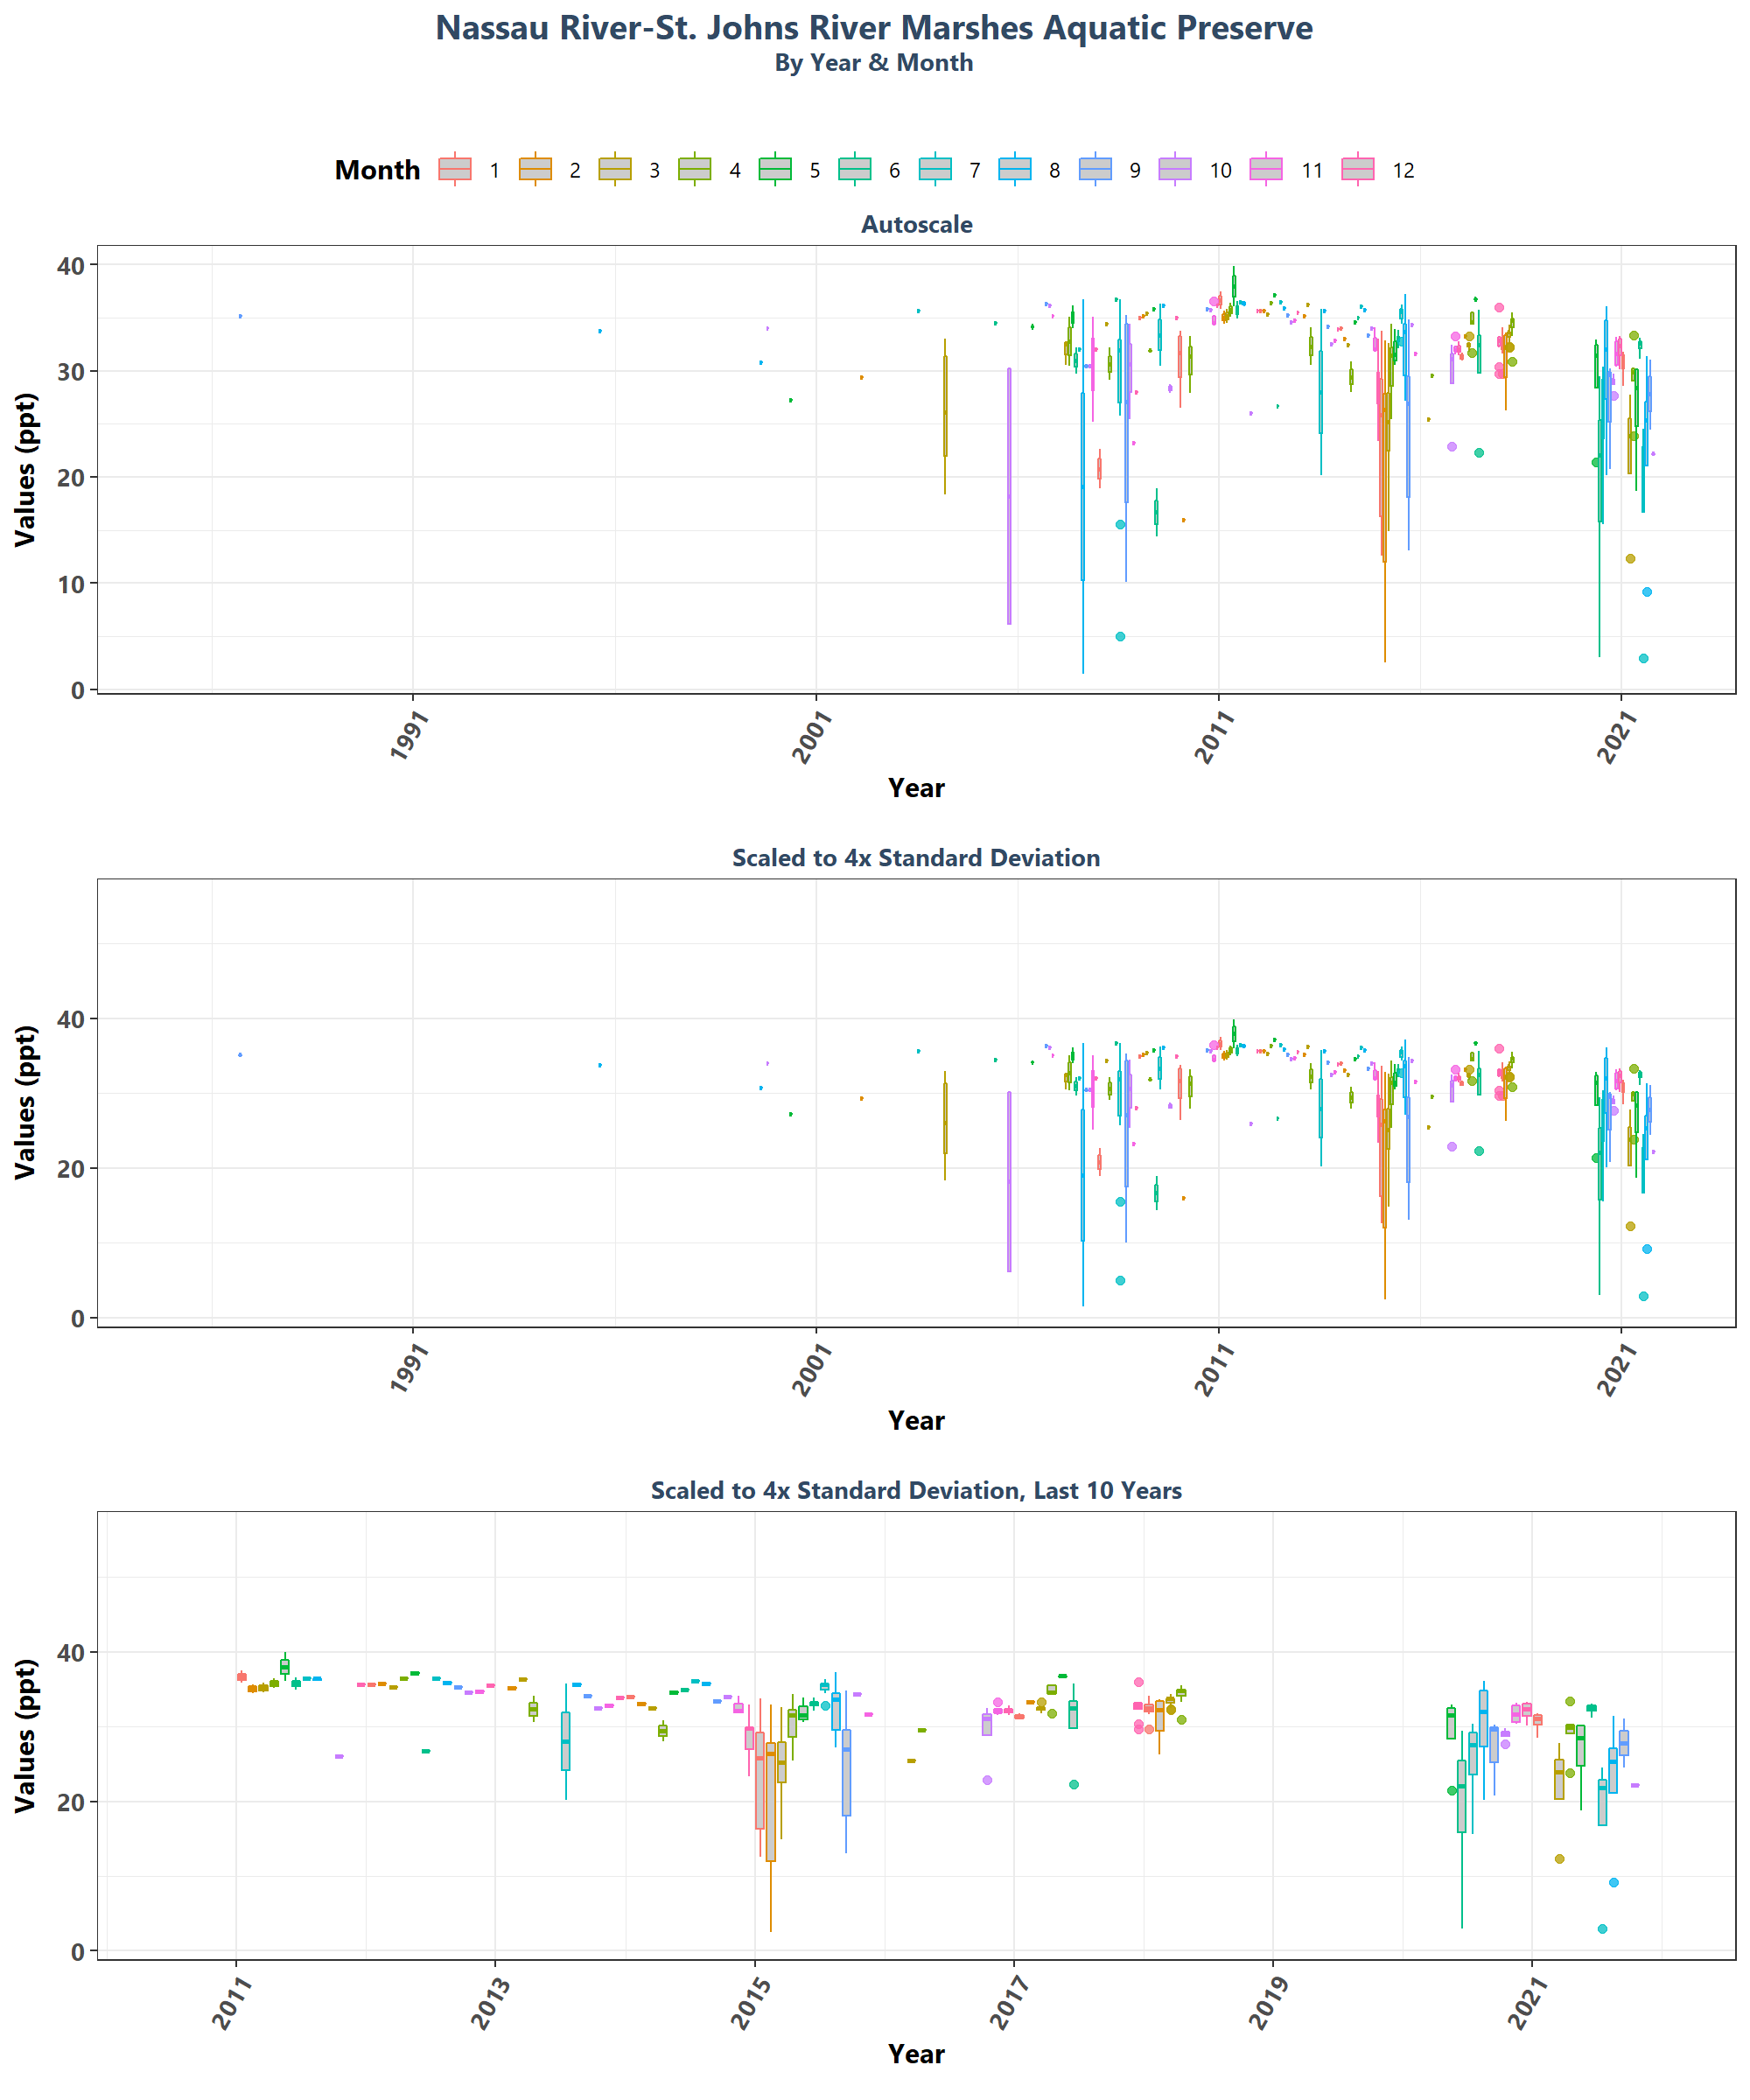 Nassau River-St. Johns River Marshes Aquatic Preserve
By Year & Month
Month 1 2 3 4 5 6 7 8 9 10 11 12
Autoscale
Values (ppt)
40
30
20
10
0
1991 2001 2011 2021
Year
Scaled to 4x Standard Deviation
Values (ppt)
40
20
0
1991 2001 2011 2021
Year
Scaled to 4x Standard Deviation, Last 10 Years
Values (ppt)
40
20
0
2011 2013 2015 2017 2019 2021
Year